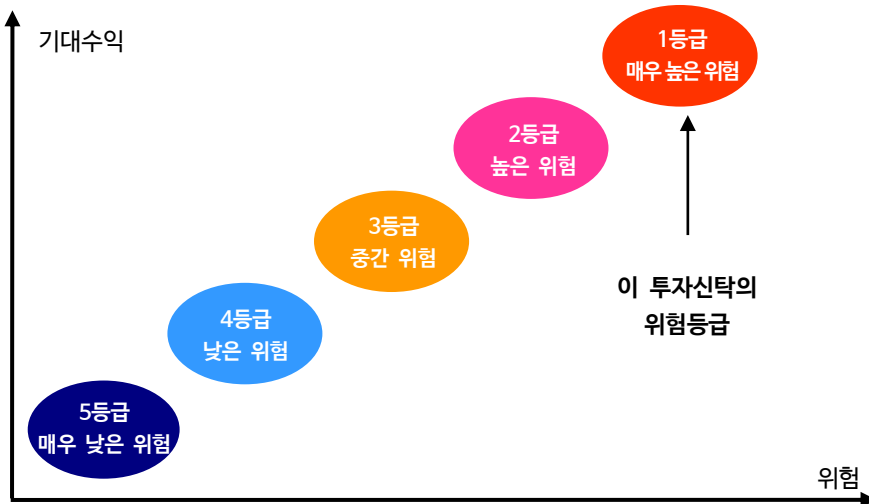 기대수익
1등급
매우 높은 위험
2등급
높은 위험
3등급
중간 위험
이 투자신탁의
위험등급
4등급
낮은 위험
5등급
매우 낮은 위험
위험